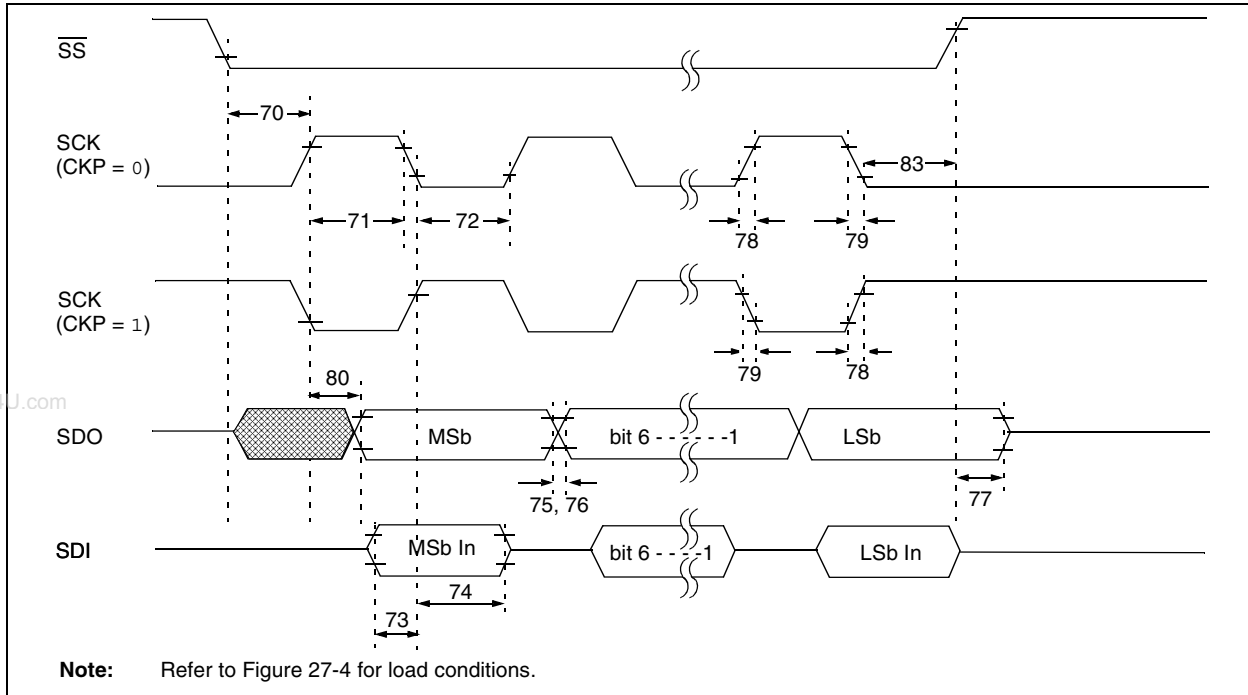 SS
70
SCK
(CKP = 0)
83
71
72
78
79
SCK
(CKP = 1)
79
78
80
U.com
SDO
MSb
bit 6 - - - - - - -1
LSb
75, 76
77
SDI
MSb In
bit 6 - - - - -1
LSb In
74
73
Note: Refer to Figure 27-4 for load conditions.